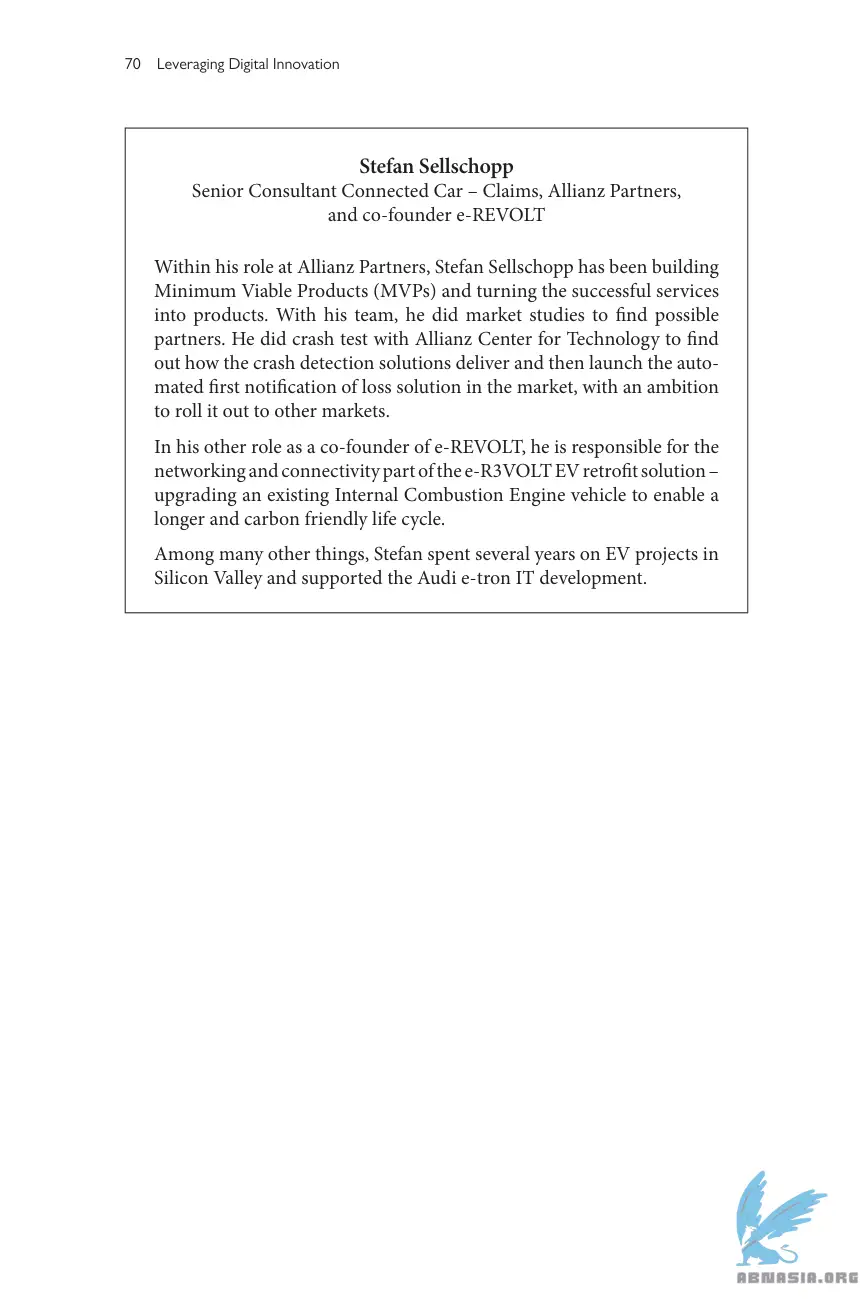 70 Leveraging Digital Innovation
Stefan Sellschopp
Senior Consultant Connected Car – Claims, Allianz Partners,
and co-founder e-REVOLT
Within his role at Allianz Partners, Stefan Sellschopp has been building
Minimum Viable Products (MVPs) and turning the successful services
into products. With his team, he did market studies to find possible
partners. He did crash test with Allianz Center for Technology to find
out how the crash detection solutions deliver and then launch the auto-
mated first notification of loss solution in the market, with an ambition
to roll it out to other markets.
In his other role as a co-founder of e-REVOLT, he is responsible for the
networking and connectivity part of the e-R3VOLT EV retrofit solution –
upgrading an existing Internal Combustion Engine vehicle to enable a
longer and carbon friendly life cycle.
Among many other things, Stefan spent several years on EV projects in
Silicon Valley and supported the Audi e-tron IT development.
ABNASIA.ORG